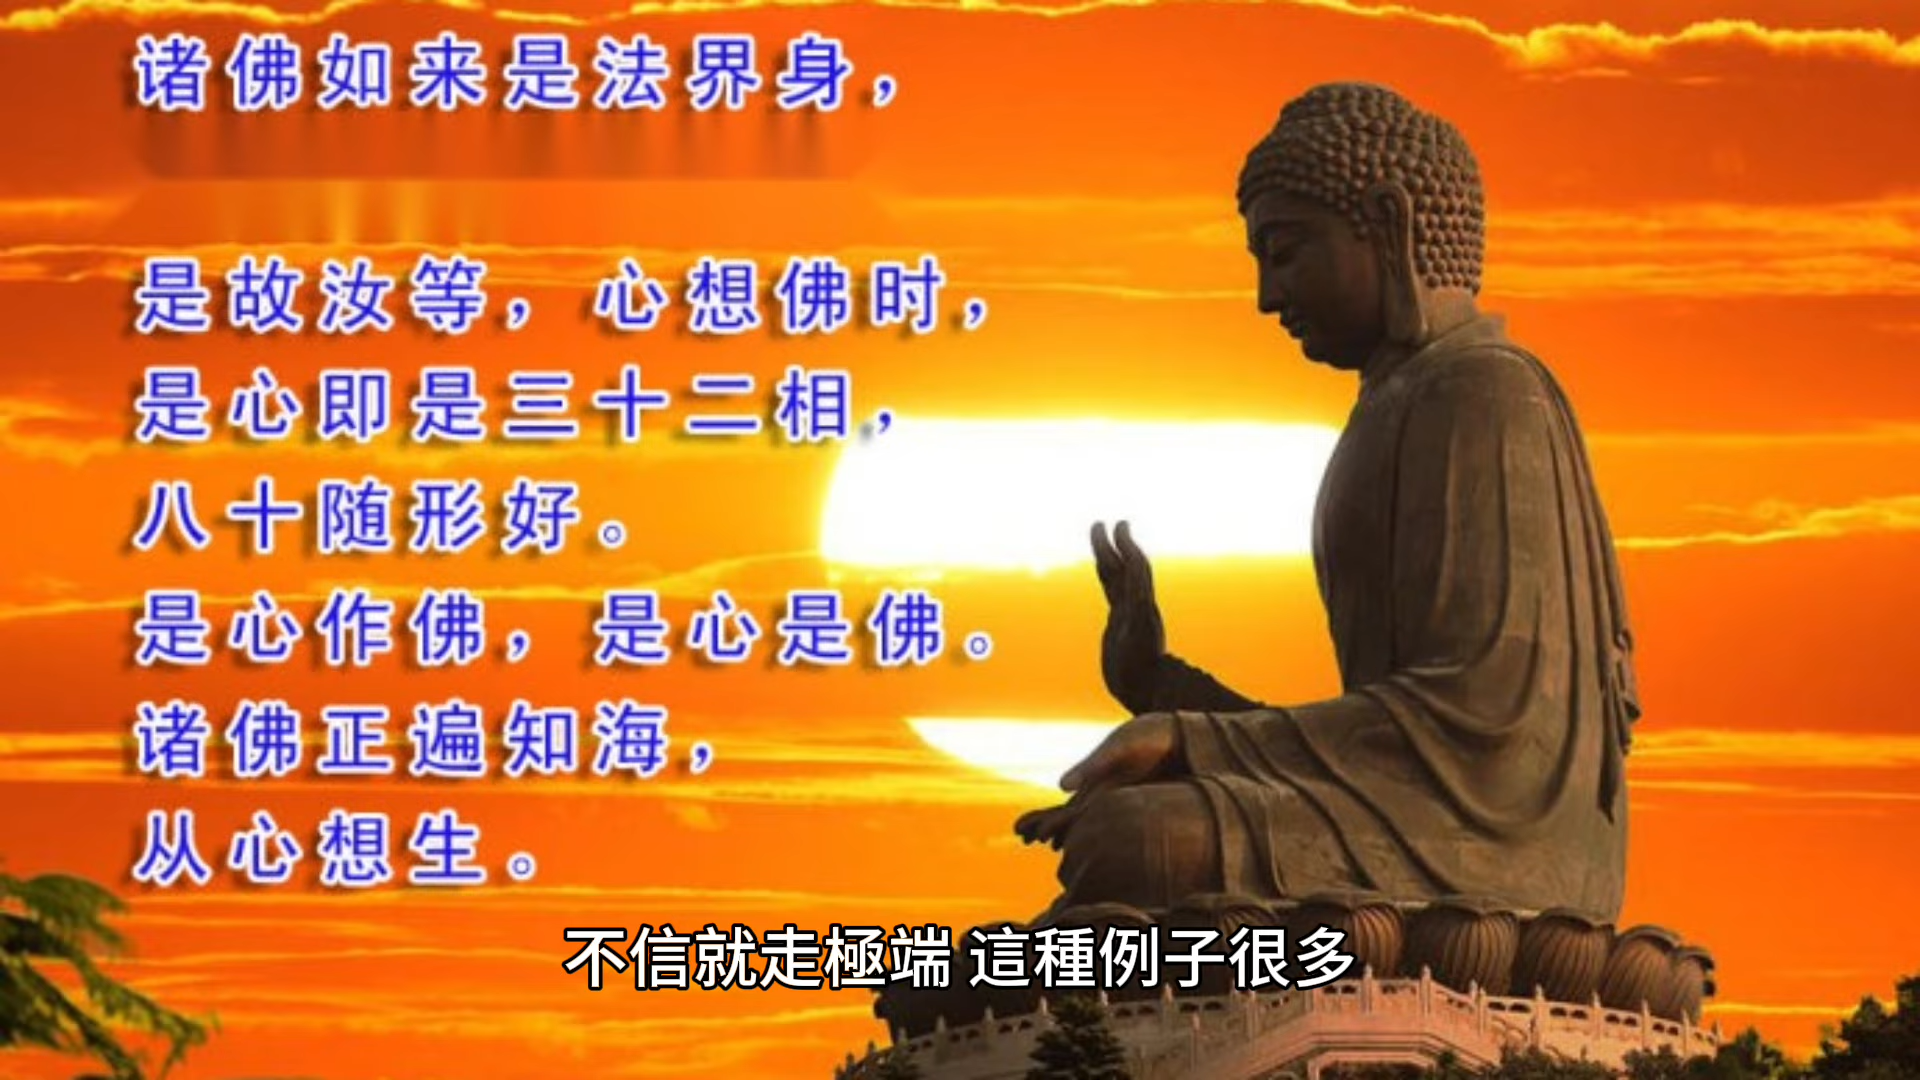 诸佛如来是法界身，
是故汝等，心想佛时，
是心即是三十二相，
八十随形好。
是心作佛，是心是佛。
诸佛正遍知海，
从心想生。
不信就走極端 這種例子很多